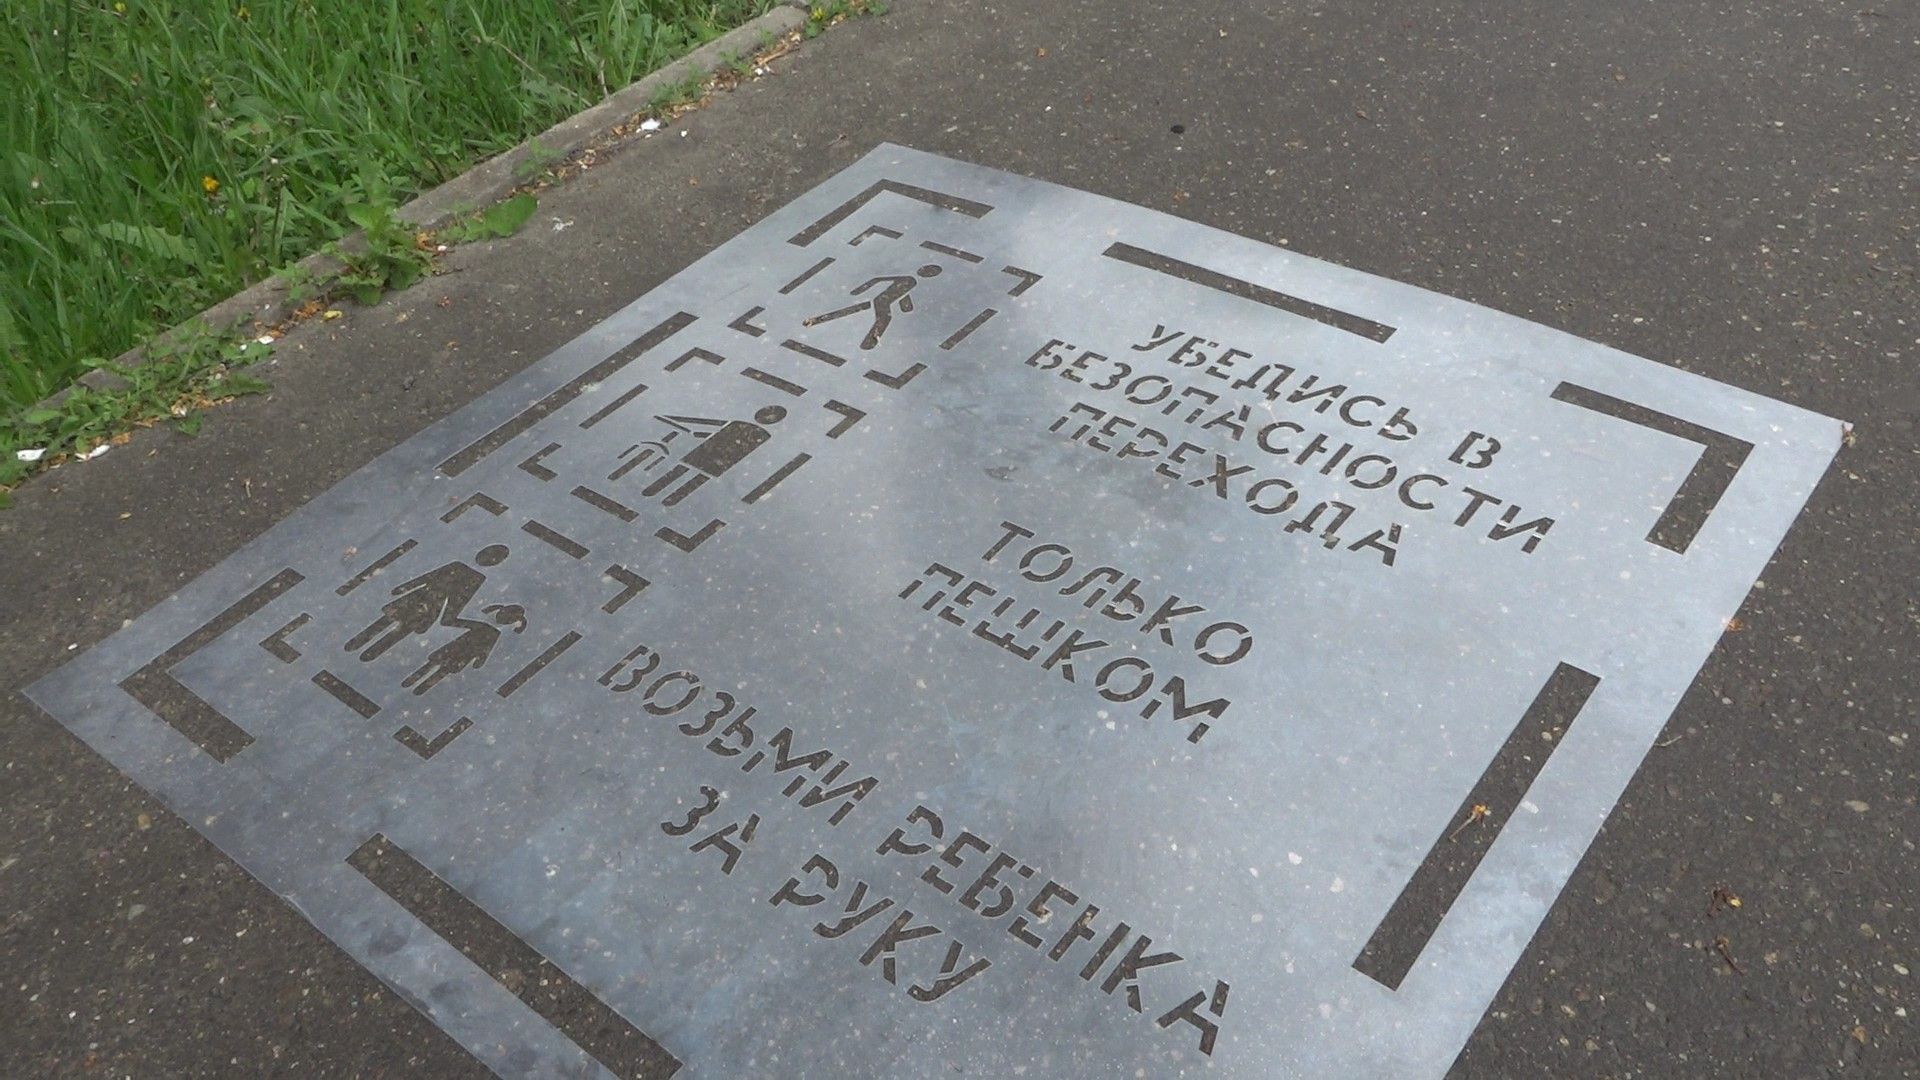 УБЕДИСЬ В
БЕЗОПАСНОСТИ
ПЕРЕХОДА
ТОЛЬКО
ПЕШКОМ
ВОЗЬМИ РЕБЕНКА
ЗА РУКУ